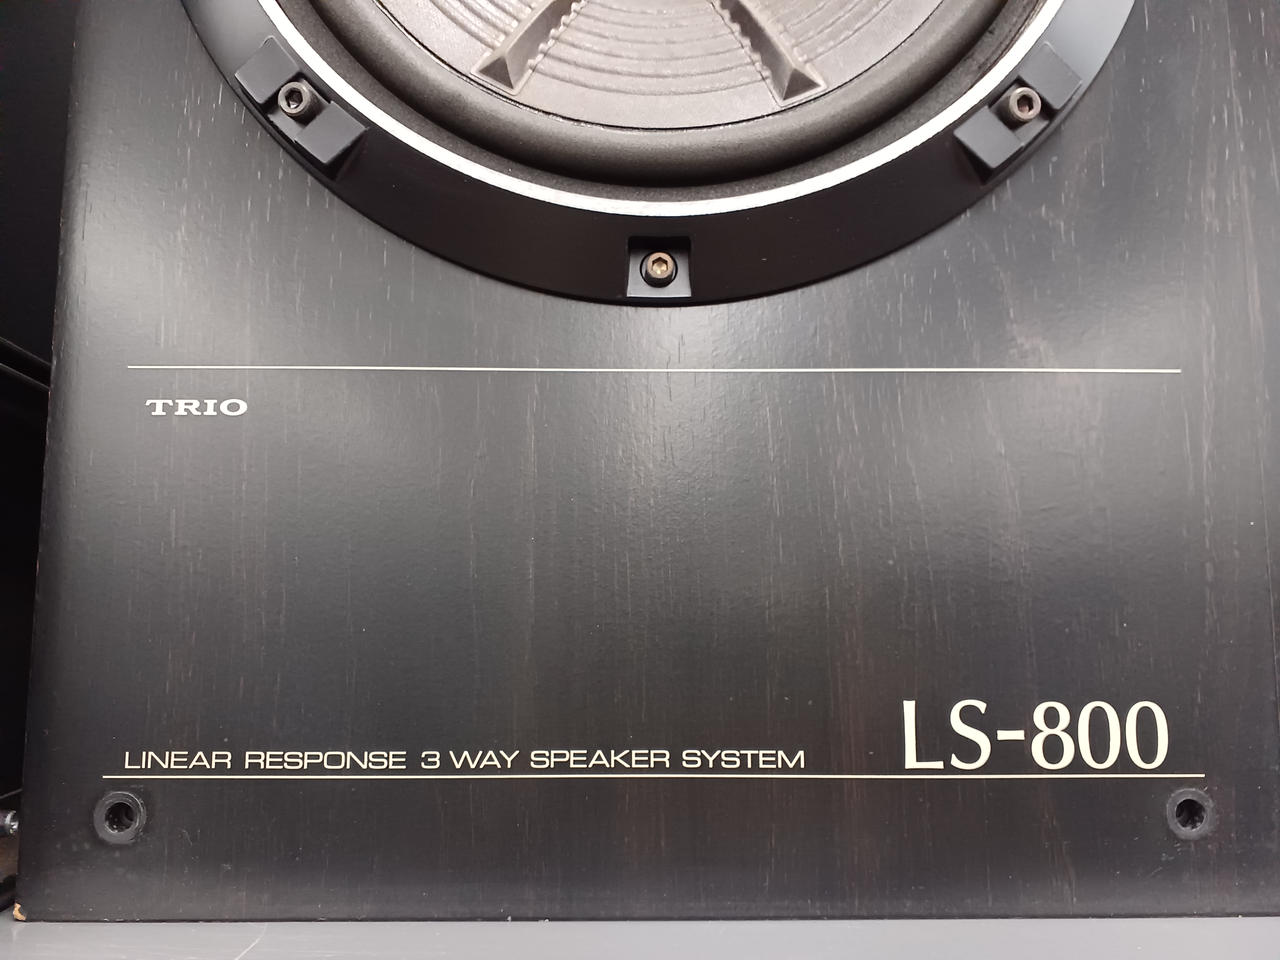 TRIO
LINEAR RESPONSE 3 WAY SPEAKER SYSTEM
LS-800